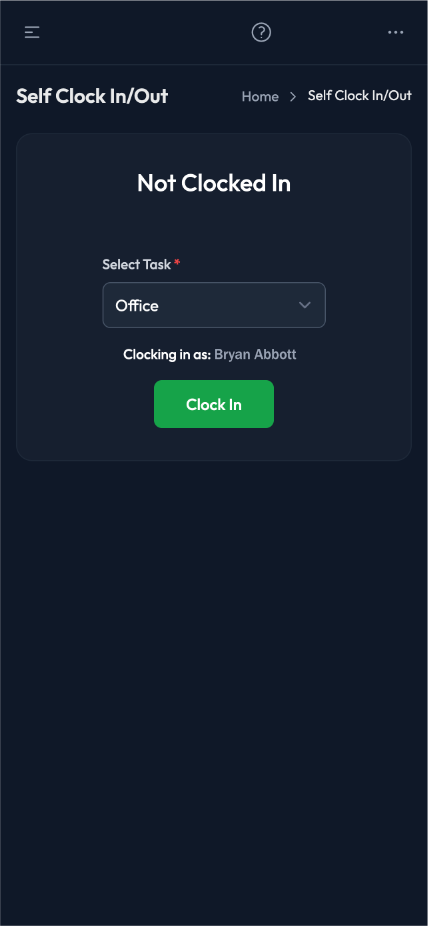 Self Clock In/Out
Home > Self Clock In/Out
Not Clocked In
Select Task *
Office
Clocking in as: Bryan Abbott
Clock In